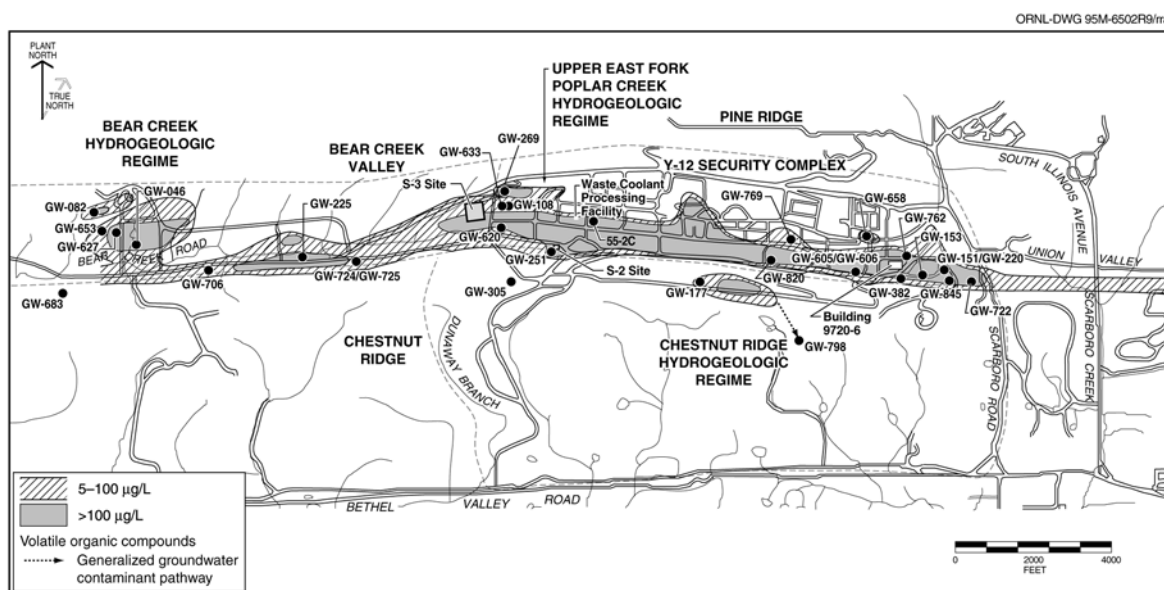 ORNL-DWG 95M-6502R9/
PLANT
NORTH
TRUE
NORTH
BEAR CREEK
HYDROGEOLOGIC
REGIME
BEAR CREEK
VALLEY
UPPER EAST FORK
POPLAR CREEK
HYDROGEOLOGIC
REGIME
PINE RIDGE
Y-12 SECURITY COMPLEX
SOUTH ILLINOIS AVENUE
GW-269
GW-633
S-3 Site
GW-108
Waste Coolant
Processing
Facility
GW-769
GW-658
GW-762
GW-153
GW-151/GW-220
UNION VALLEY
GW-046
GW-082
GW-653
GW-627
BEAR CREEK ROAD
GW-225
GW-620
55-2C
GW-605/GW-606
GW-251
S-2 Site
GW-820
GW-706
GW-724/GW-725
GW-683
GW-305
GW-177
GW-382
GW-845
GW-722
Building
9720-6
GW-798
CHESTNUT
RIDGE
DUNAWAY BRANCH
CHESTNUT RIDGE
HYDROGEOLOGIC
REGIME
SCARBORO ROAD
SCARBORO CREEK
BETHEL VALLEY ROAD
5–100 µg/L
>100 µg/L
Volatile organic compounds
Generalized groundwater
contaminant pathway
0 2000 4000
FEET